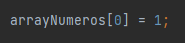 arrayNumeros[0] = 1;